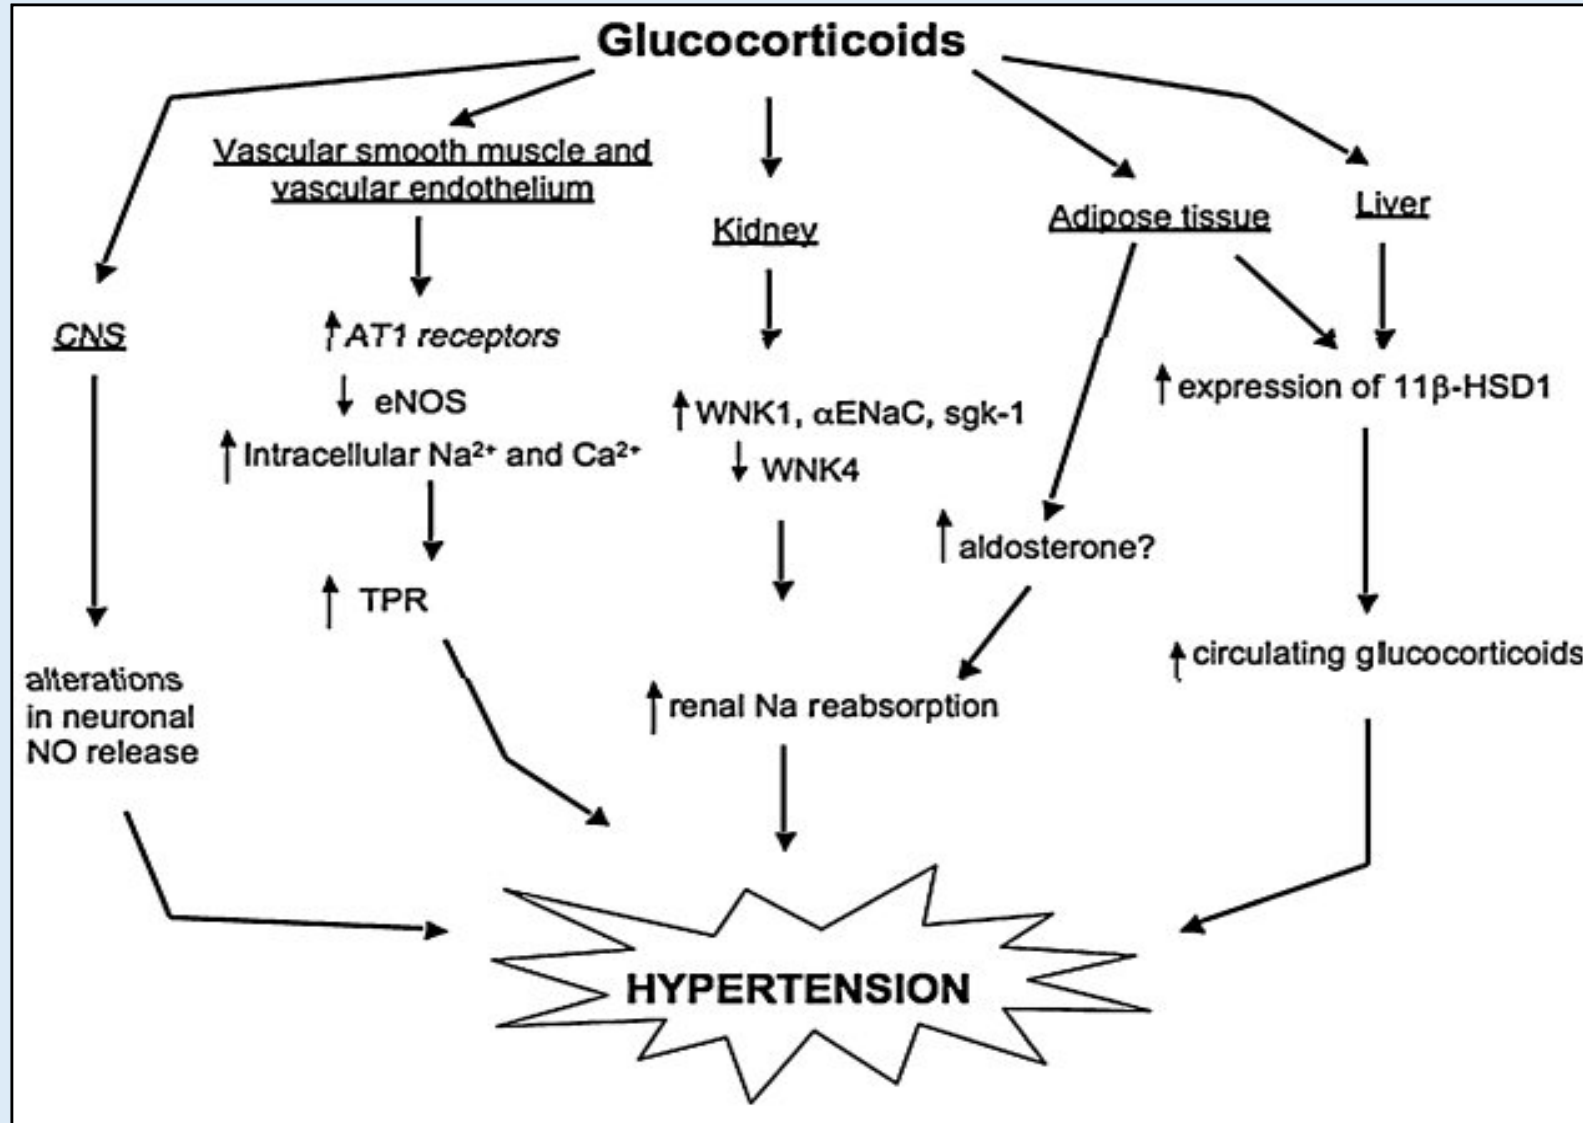 Glucocorticoids
Vascular smooth muscle and
vascular endothelium
Kidney
Adipose tissue
Liver
CNS
↑AT1 receptors
↓ eNOS
↑Intracellular Na²⁺ and Ca²⁺
↑WNK1, αENaC, sgk-1
↓ WNK4
↑expression of 11β-HSD1
↑aldosterone?
↑ TPR
alterations
in neuronal
NO release
↑renal Na reabsorption
↑circulating glucocorticoids
HYPERTENSION